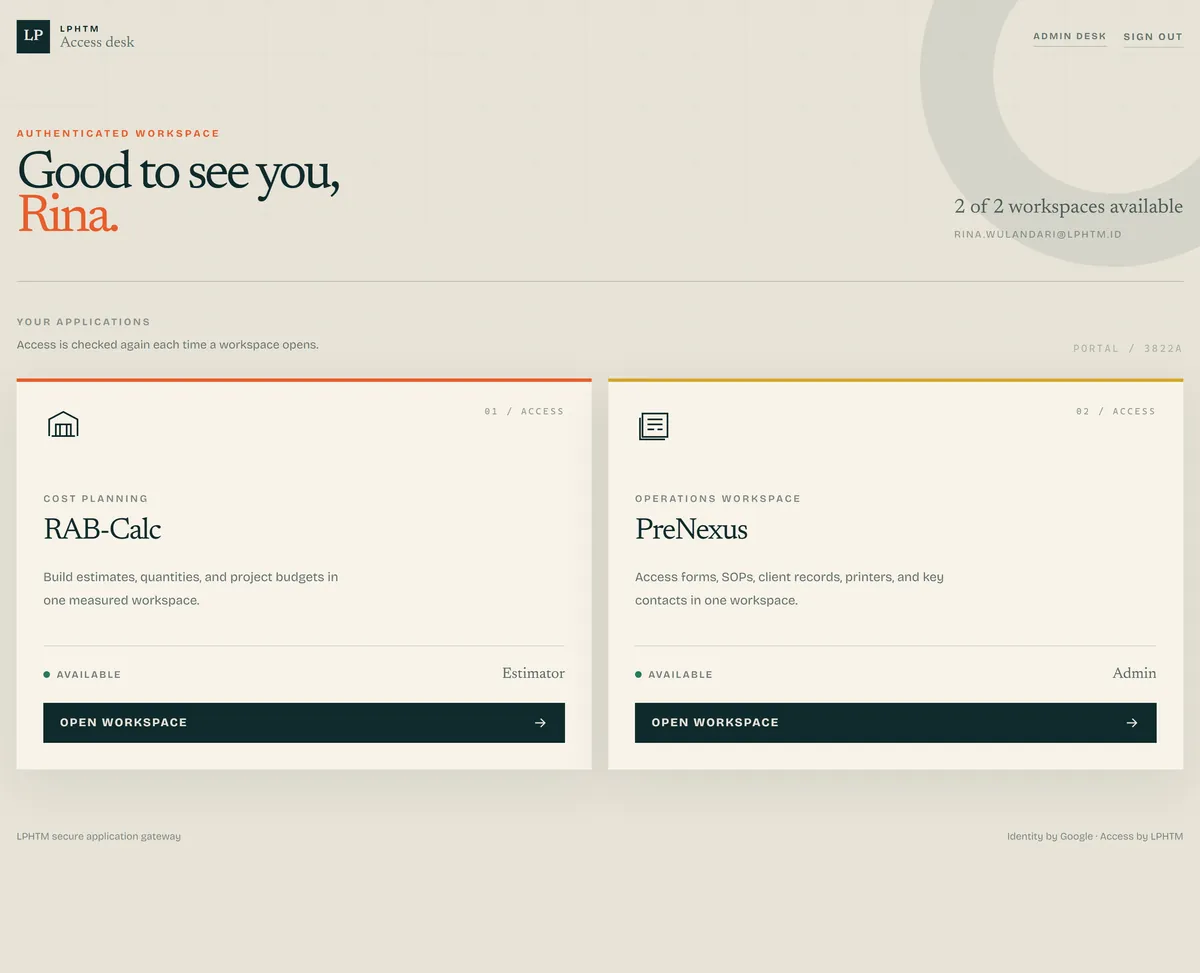 LP
LPHTM
Access desk
ADMIN DESK
SIGN OUT
AUTHENTICATED WORKSPACE
Good to see you,
Rina.
2 of 2 workspaces available
RINA.WULANDARI@LPHTM.ID
YOUR APPLICATIONS
Access is checked again each time a workspace opens.
PORTAL / 3822A
01 / ACCESS
COST PLANNING
RAB-Calc
Build estimates, quantities, and project budgets in
one measured workspace.
AVAILABLE
Estimator
OPEN WORKSPACE →
02 / ACCESS
OPERATIONS WORKSPACE
PreNexus
Access forms, SOPs, client records, printers, and key
contacts in one workspace.
AVAILABLE
Admin
OPEN WORKSPACE →
LPHTM secure application gateway
Identity by Google · Access by LPHTM